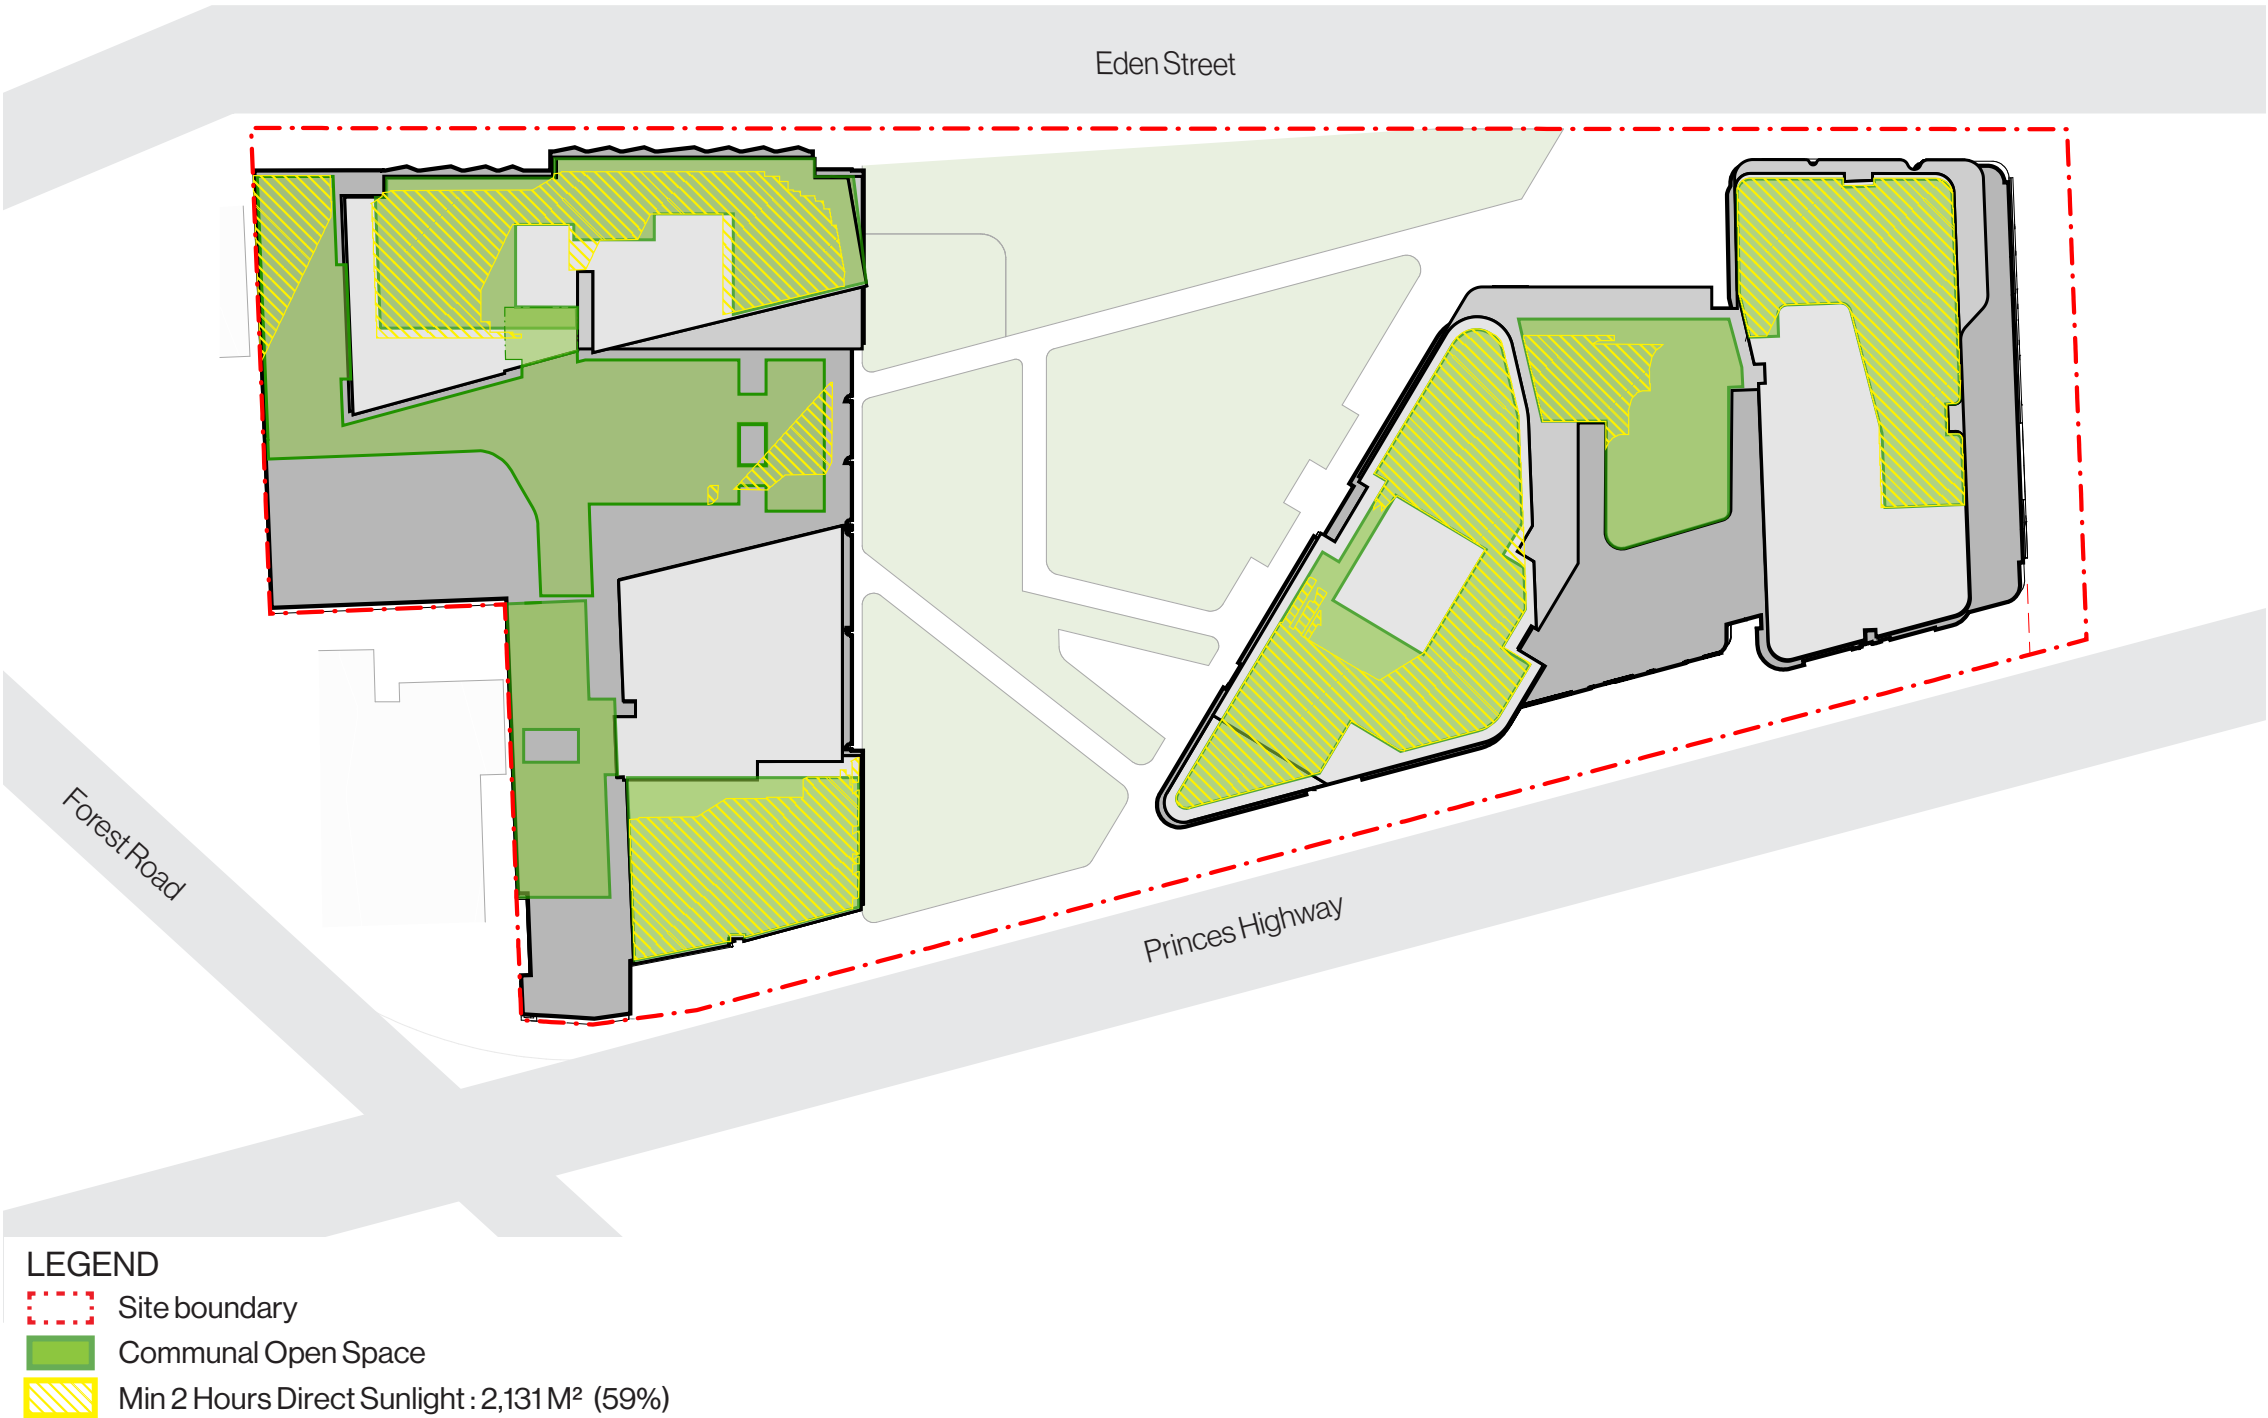 Eden Street
Forest Road
Princes Highway
LEGEND
Site boundary
Communal Open Space
Min 2 Hours Direct Sunlight : 2,131 M² (59%)